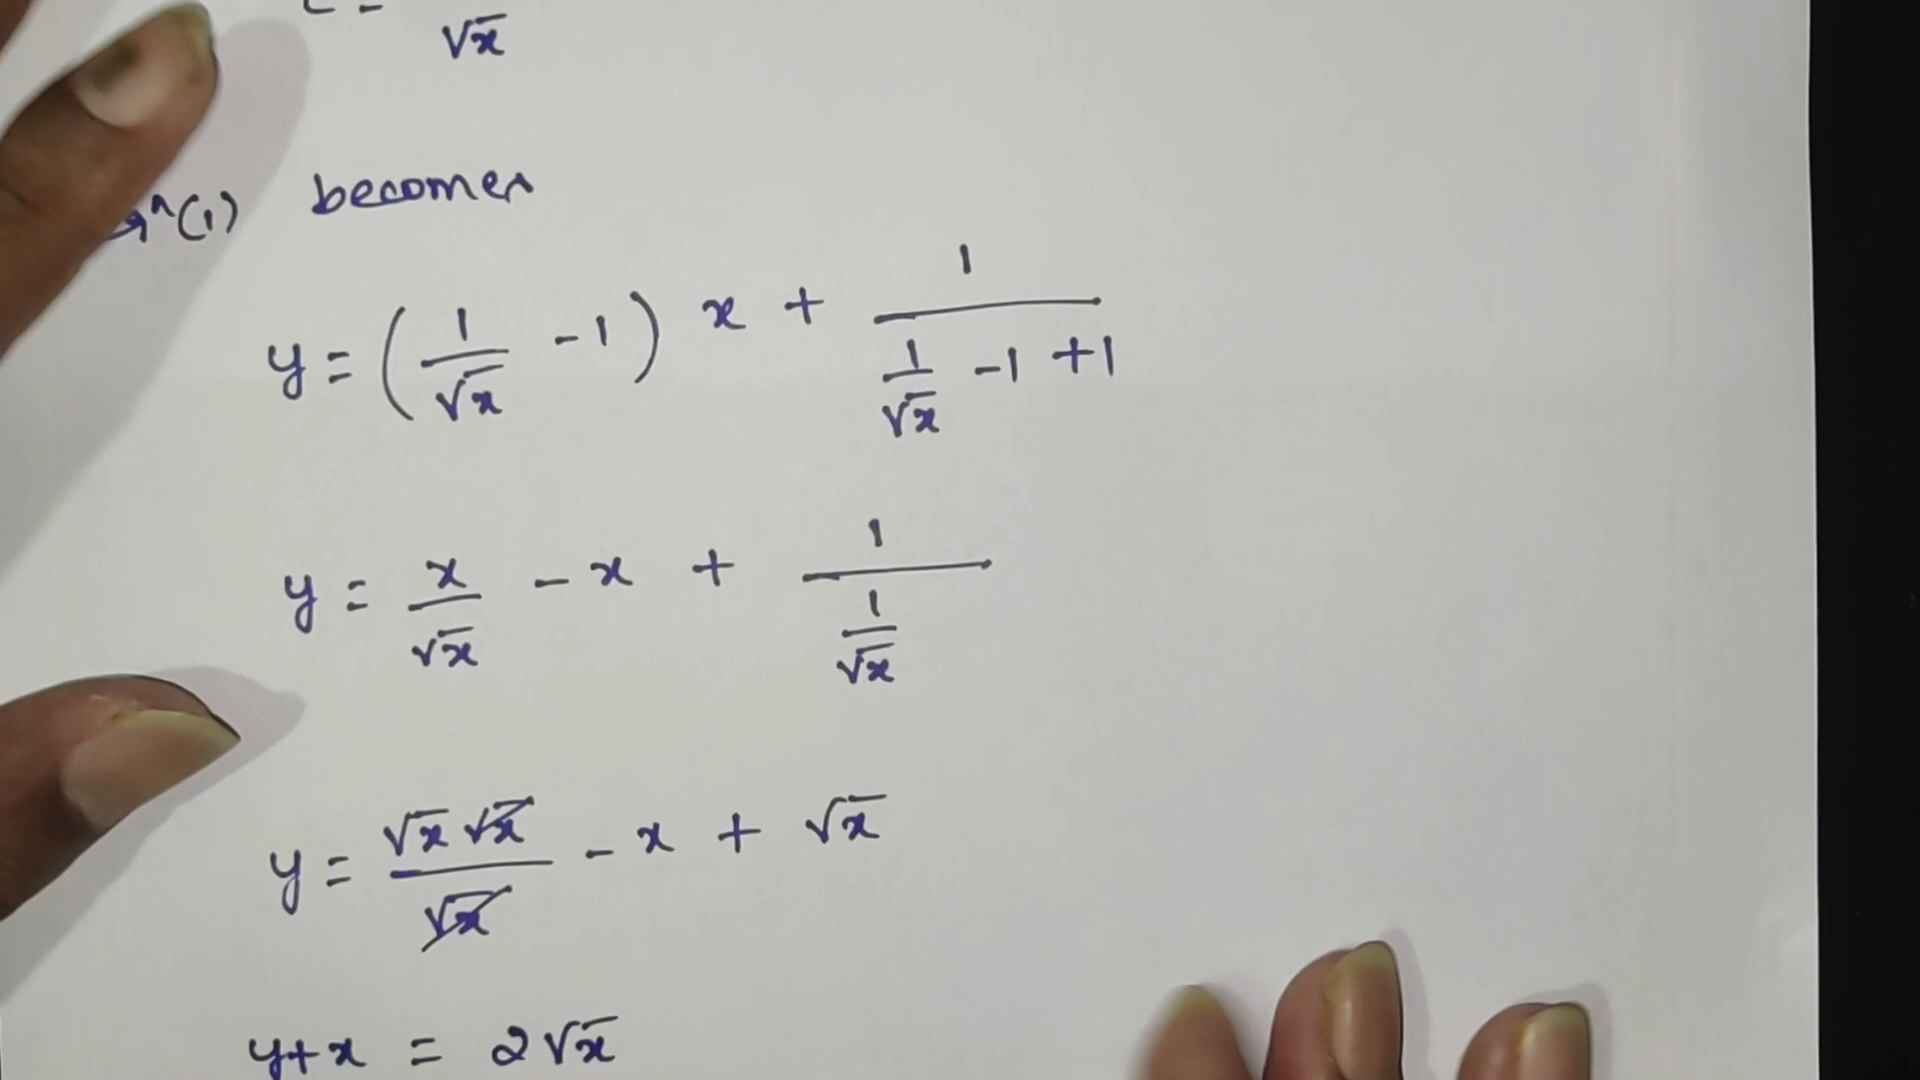 √x
(1) becomes
y = (1/√x - 1) x + 1/(1/√x - 1 + 1)
y = x/√x - x + 1/(1/√x)
y = √x √x/√x - x + √x
y + x = 2√x